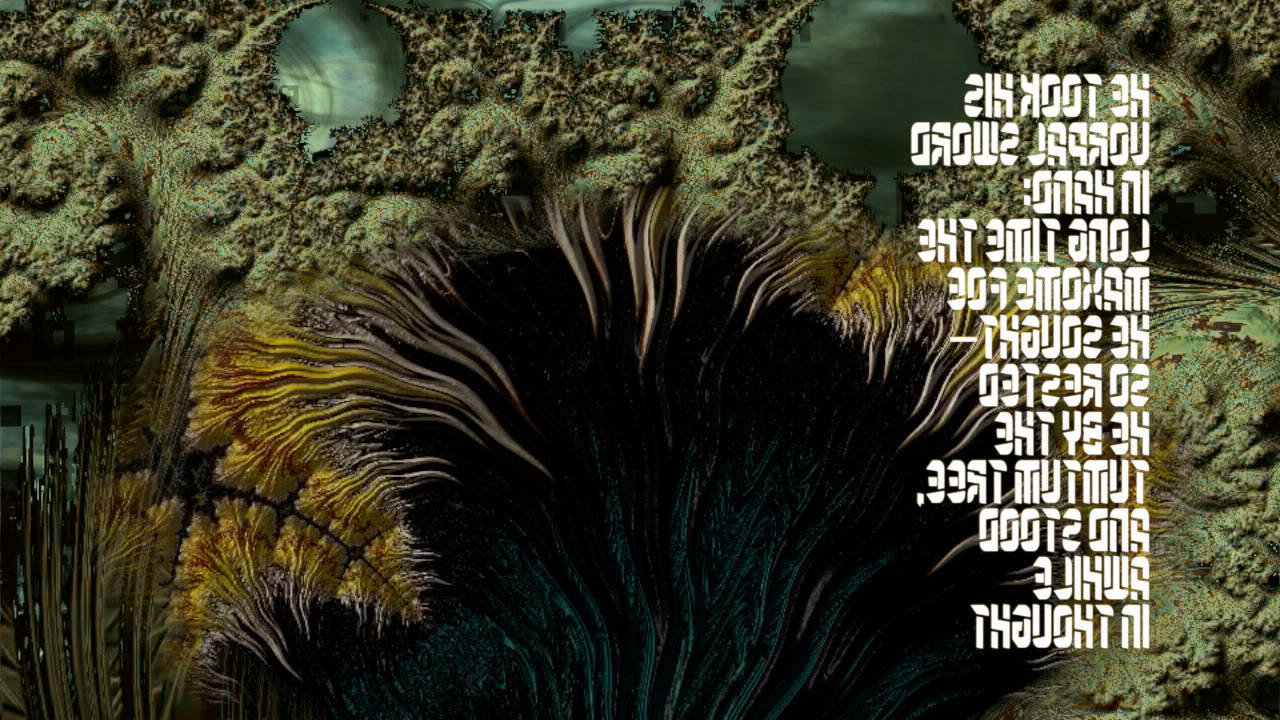 HE TOOK HIS
VORPAL SWORD
IN HAND:
LONG TIME THE
MANXOME FOE
HE SOUGHT—
SO RESTED
HE BY THE
TUMTUM TREE,
AND STOOD
AWHILE
IN THOUGHT